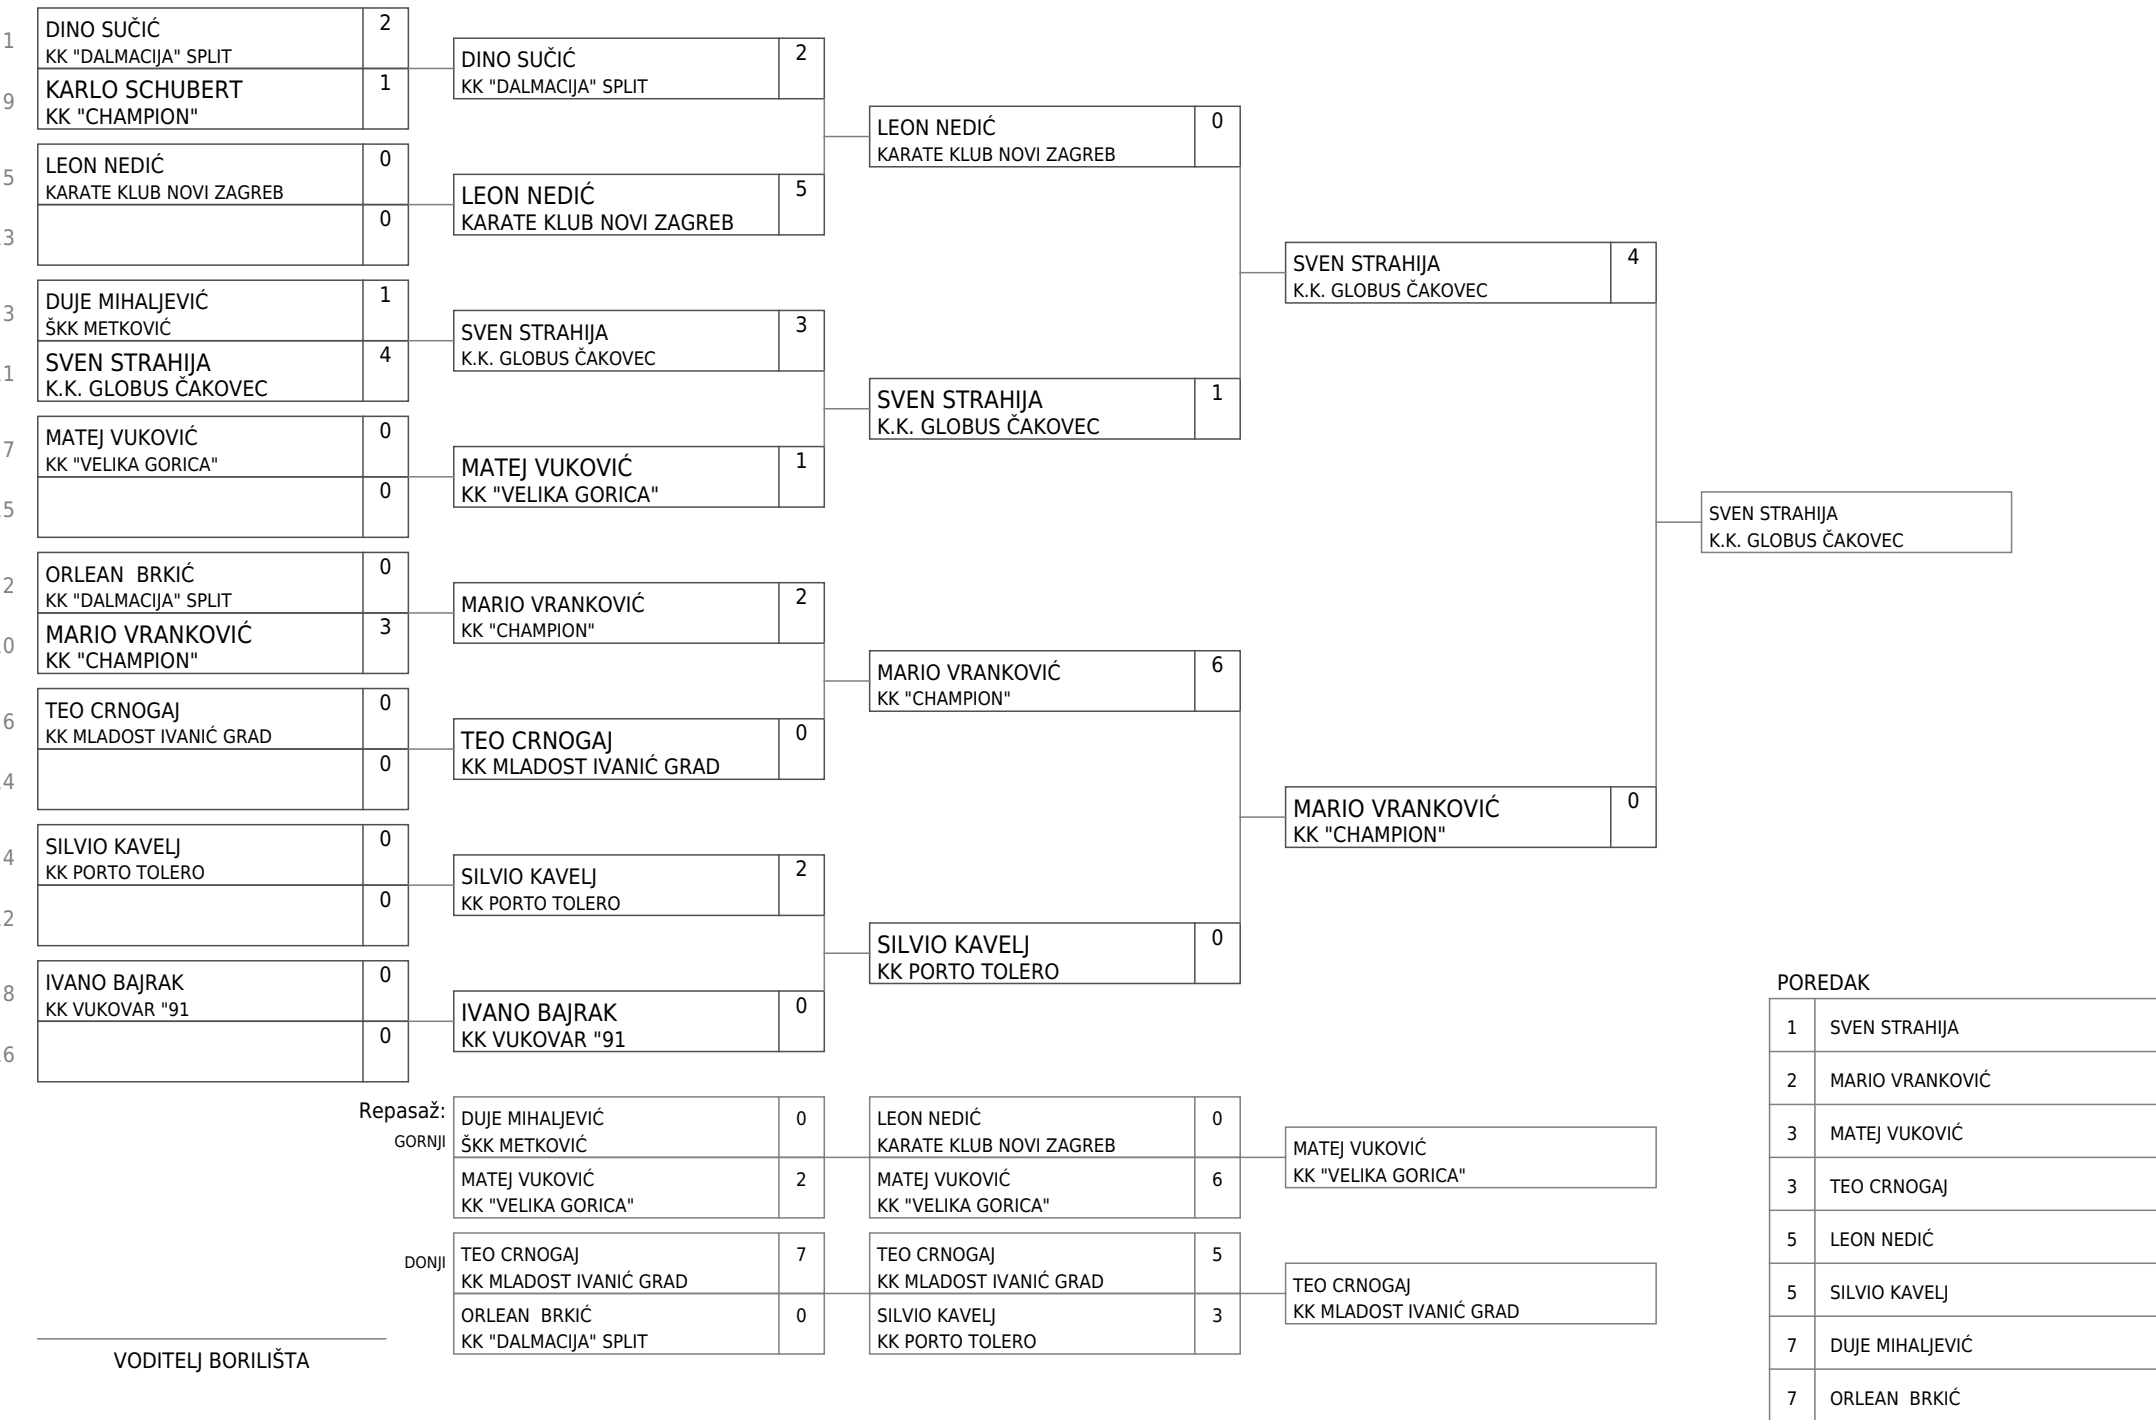 1
DINO SUČIĆ
2
KK "DALMACIJA" SPLIT
9
KARLO SCHUBERT
1
KK "CHAMPION"
5
LEON NEDIĆ
0
KARATE KLUB NOVI ZAGREB
3
0
3
DUJE MIHALJEVIĆ
1
ŠKK METKOVIĆ
1
SVEN STRAHIJA
4
K.K. GLOBUS ČAKOVEC
7
MATEJ VUKOVIĆ
0
KK "VELIKA GORICA"
5
0
2
ORLEAN  BRKIĆ
0
KK "DALMACIJA" SPLIT
0
MARIO VRANKOVIĆ
3
KK "CHAMPION"
6
TEO CRNOGAJ
0
KK MLADOST IVANIĆ GRAD
4
0
4
SILVIO KAVELJ
0
KK PORTO TOLERO
2
0
8
IVANO BAJRAK
0
KK VUKOVAR "91
6
0
DINO SUČIĆ
2
KK "DALMACIJA" SPLIT
LEON NEDIĆ
5
KARATE KLUB NOVI ZAGREB
SVEN STRAHIJA
3
K.K. GLOBUS ČAKOVEC
MATEJ VUKOVIĆ
1
KK "VELIKA GORICA"
MARIO VRANKOVIĆ
2
KK "CHAMPION"
TEO CRNOGAJ
0
KK MLADOST IVANIĆ GRAD
SILVIO KAVELJ
2
KK PORTO TOLERO
IVANO BAJRAK
0
KK VUKOVAR "91
LEON NEDIĆ
0
KARATE KLUB NOVI ZAGREB
SVEN STRAHIJA
1
K.K. GLOBUS ČAKOVEC
MARIO VRANKOVIĆ
6
KK "CHAMPION"
SILVIO KAVELJ
0
KK PORTO TOLERO
SVEN STRAHIJA
4
K.K. GLOBUS ČAKOVEC
MARIO VRANKOVIĆ
0
KK "CHAMPION"
SVEN STRAHIJA
K.K. GLOBUS ČAKOVEC
Repasaž:
GORNJI
DUJE MIHALJEVIĆ
0
ŠKK METKOVIĆ
MATEJ VUKOVIĆ
2
KK "VELIKA GORICA"
LEON NEDIĆ
0
KARATE KLUB NOVI ZAGREB
MATEJ VUKOVIĆ
6
KK "VELIKA GORICA"
MATEJ VUKOVIĆ
KK "VELIKA GORICA"
DONJI
TEO CRNOGAJ
7
KK MLADOST IVANIĆ GRAD
ORLEAN  BRKIĆ
0
KK "DALMACIJA" SPLIT
TEO CRNOGAJ
5
KK MLADOST IVANIĆ GRAD
SILVIO KAVELJ
3
KK PORTO TOLERO
TEO CRNOGAJ
KK MLADOST IVANIĆ GRAD
VODITELJ BORILIŠTA
POREDAK
1 SVEN STRAHIJA
2 MARIO VRANKOVIĆ
3 MATEJ VUKOVIĆ
3 TEO CRNOGAJ
5 LEON NEDIĆ
5 SILVIO KAVELJ
7 DUJE MIHALJEVIĆ
7 ORLEAN  BRKIĆ